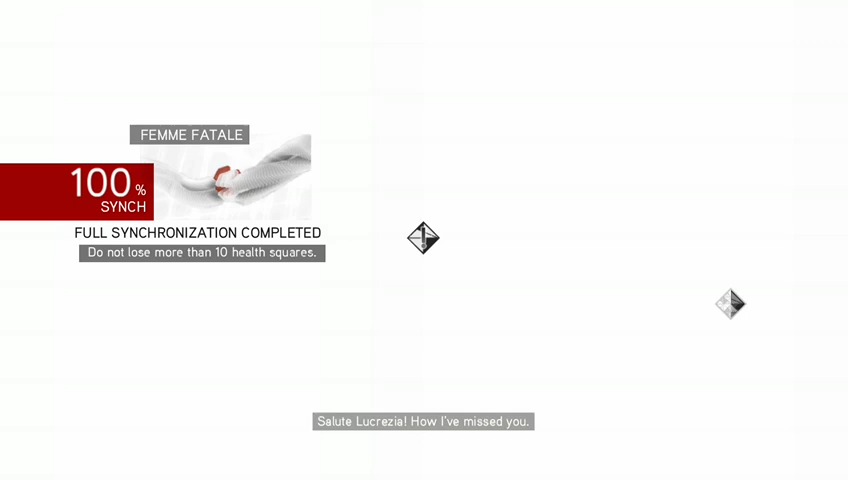 FEMME FATALE
100%
SYNCH
FULL SYNCHRONIZATION COMPLETED
Do not lose more than 10 health squares.
Salute Lucrezia! How I've missed you.